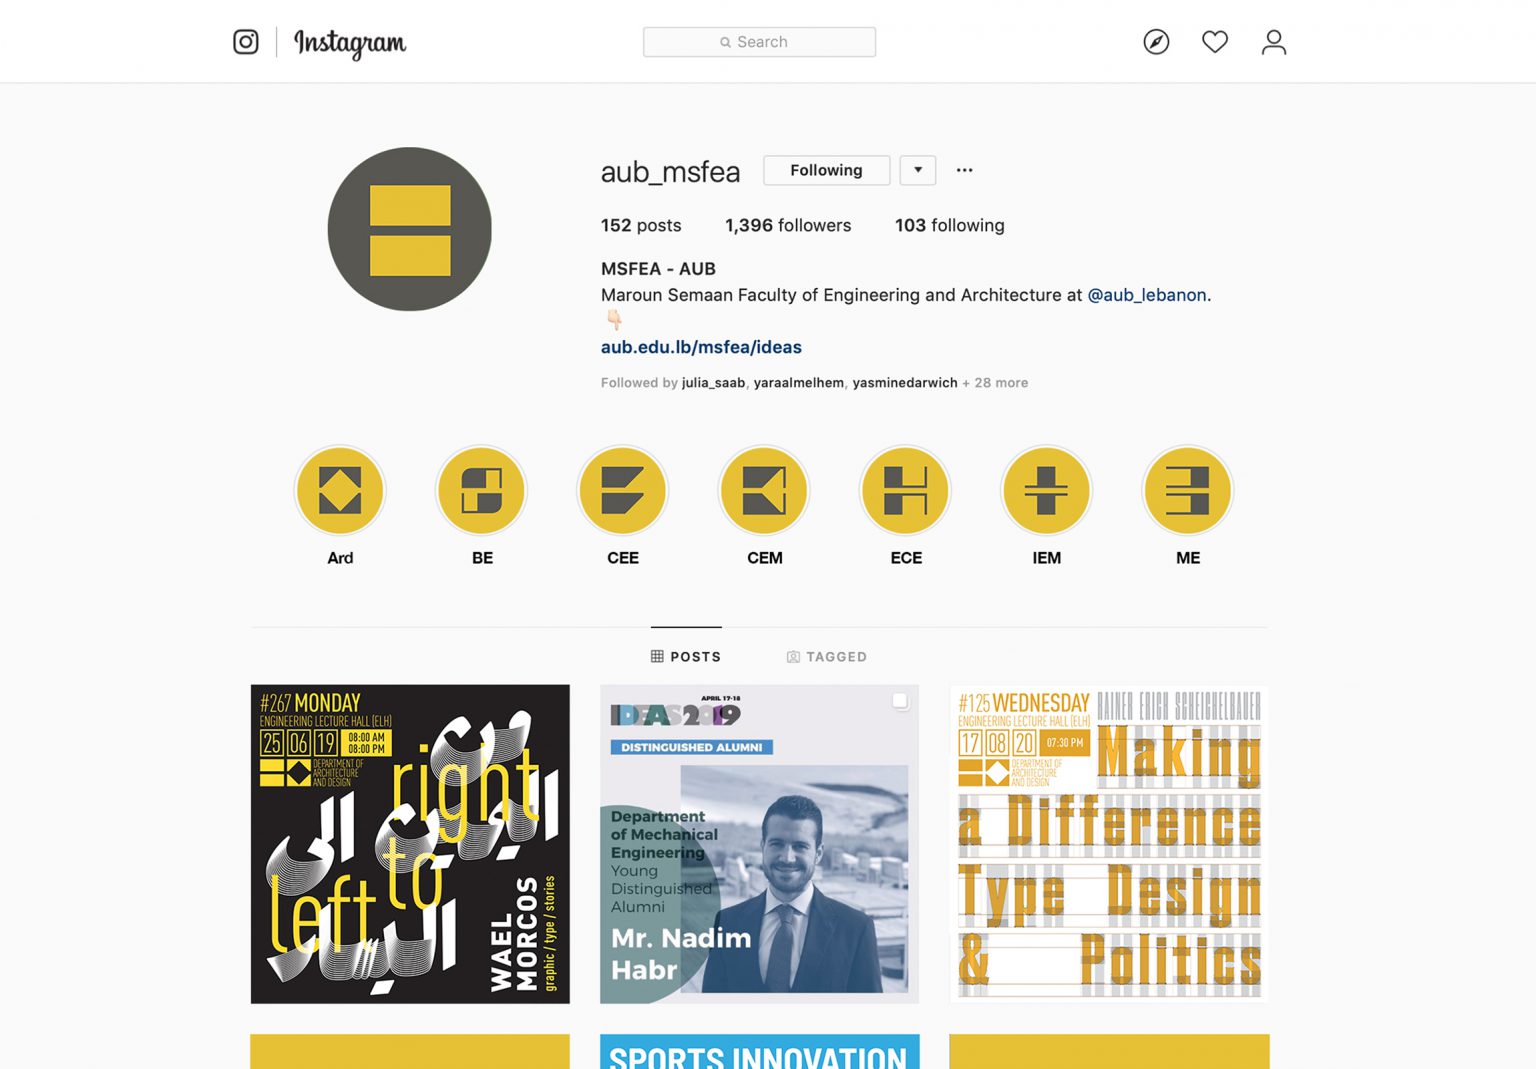 Instagram
Search
aub_msfea
Following
152 posts
1,396 followers
103 following
MSFEA - AUB
Maroun Semaan Faculty of Engineering and Architecture at @aub_lebanon.
👇🏻
aub.edu.lb/msfea/ideas
Followed by julia_saab, yaraalmelhem, yasminedarwich + 28 more
Ard
BE
CEE
CEM
ECE
IEM
ME
POSTS
TAGGED
#267 MONDAY
ENGINEERING LECTURE HALL (ELH)
25 06 19
08:00 AM
08:00 PM
DEPARTMENT OF
ARCHITECTURE
AND DESIGN
من
right
اليمين
to
الى
left
اليسار
WAEL
MORCOS
graphic / type / stories
APRIL 17-18
IDEAS 2019
DISTINGUISHED ALUMNI
Department
of Mechanical
Engineering
Young
Distinguished
Alumni
Mr. Nadim
Habr
#125 WEDNESDAY
ENGINEERING LECTURE HALL (ELH)
17 08 20
07:30 PM
DEPARTMENT OF
ARCHITECTURE
AND DESIGN
RAINER ERICH SCHEICHELBAUER
Making
a Difference
Type Design
& Politics
SPORTS INNOVATION